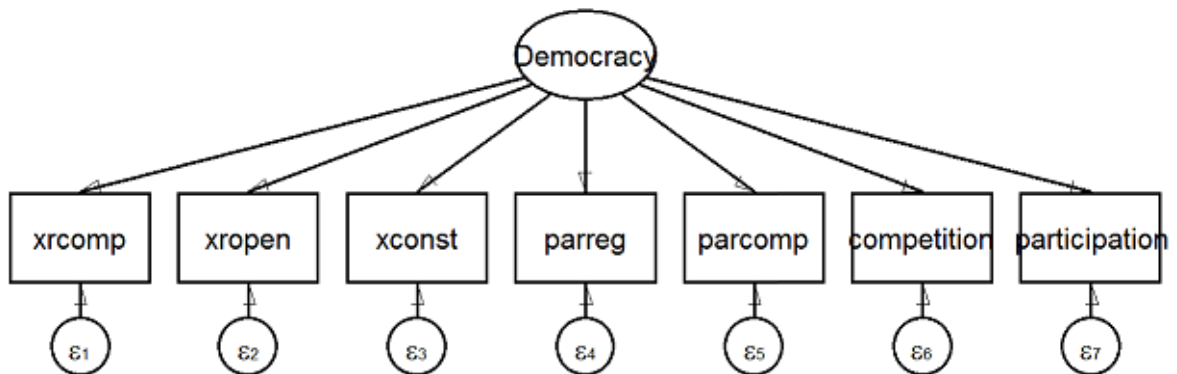 Democracy
xrcomp xropen xconst parreg parcomp competition participation
ε1 ε2 ε3 ε4 ε5 ε6 ε7